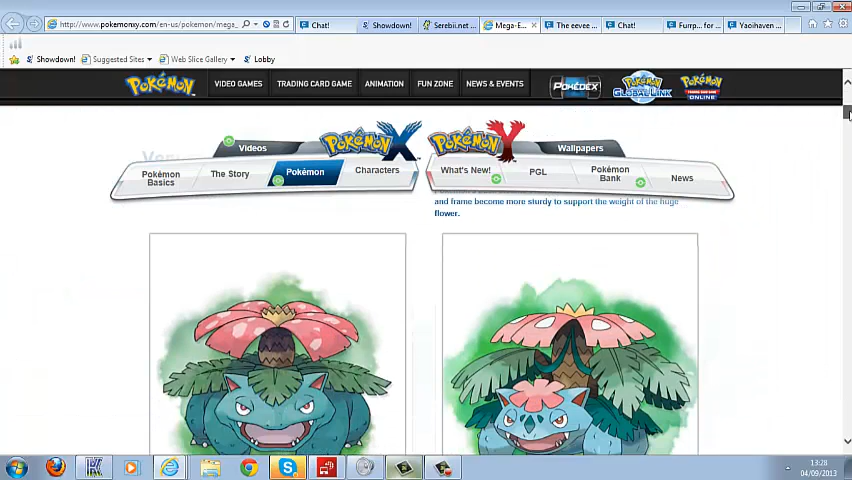 http://www.pokemonxy.com/en-us/pokemon/mega_
Chat!
Showdown!
Serebii.net ...
Mega-E...
The eevee ...
Chat!
Furrp... for ...
Yaoihaven ...
Showdown!
Suggested Sites
Web Slice Gallery
Lobby
Pokémon
VIDEO GAMES
TRADING CARD GAME
ANIMATION
FUN ZONE
NEWS & EVENTS
POKéDEX
Pokémon GLOBAL LINK
Pokémon TRADING CARD GAME ONLINE
Videos
Pokémon X
Pokémon Y
Wallpapers
Pokémon Basics
The Story
Pokémon
Characters
What's New!
PGL
Pokémon Bank
News
and frame become more sturdy to support the weight of the huge
flower.
13:28
04/09/2013